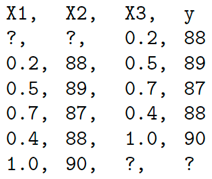 X1, X2, X3, y
?, ?, 0.2, 88
0.2, 88, 0.5, 89
0.5, 89, 0.7, 87
0.7, 87, 0.4, 88
0.4, 88, 1.0, 90
1.0, 90, ?, ?